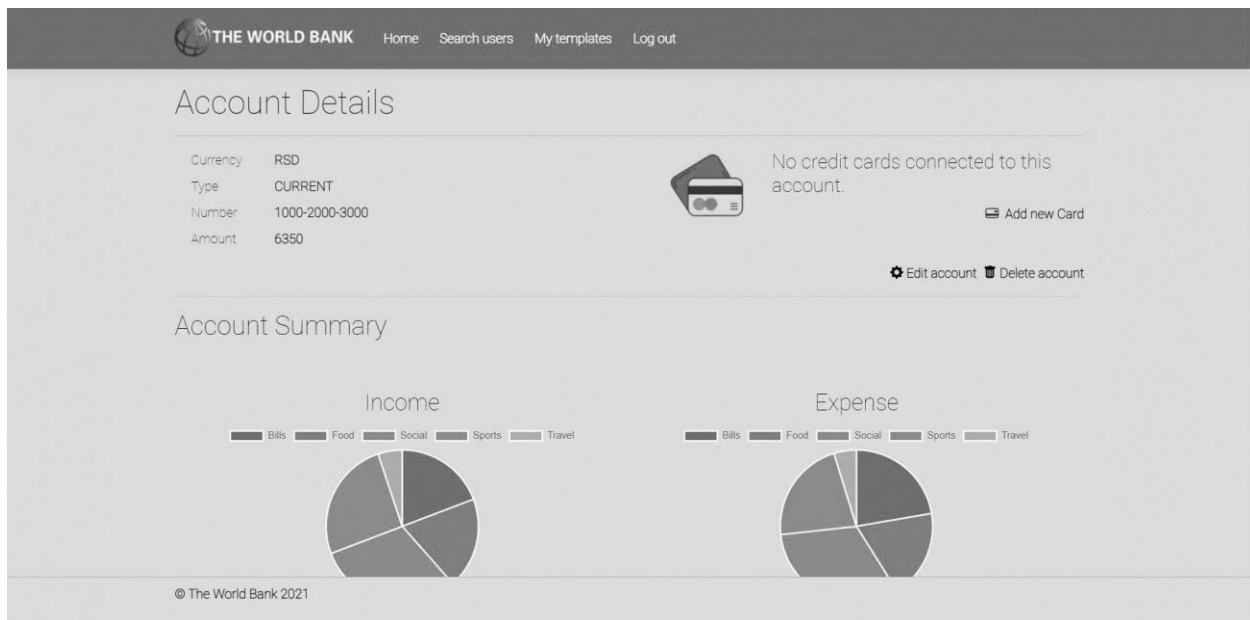 THE WORLD BANK Home Search users My templates Log out
Account Details
Currency RSD
Type CURRENT
Number 1000-2000-3000
Amount 6350
No credit cards connected to this
account.
Add new Card
Edit account Delete account
Account Summary
Income
Bills Food Social Sports Travel
Expense
Bills Food Social Sports Travel
© The World Bank 2021